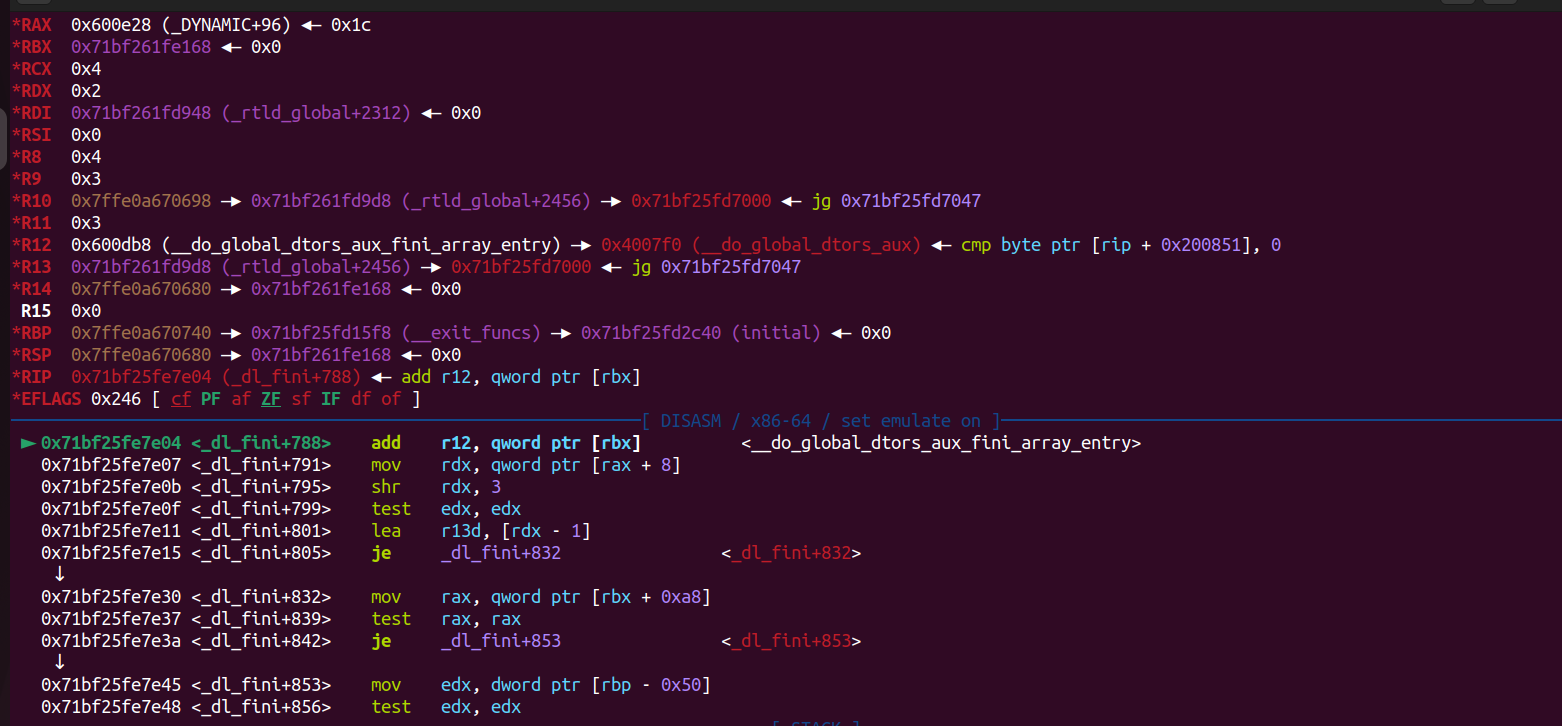 *RAX 0x600e28 (_DYNAMIC+96) ◂— 0x1c
*RBX 0x71bf261fe168 ◂— 0x0
*RCX 0x4
*RDX 0x2
*RDI 0x71bf261fd948 (_rtld_global+2312) ◂— 0x0
*RSI 0x0
*R8 0x4
*R9 0x3
*R10 0x7ffe0a670698 —▸ 0x71bf261fd9d8 (_rtld_global+2456) —▸ 0x71bf25fd7000 ◂— jg 0x71bf25fd7047
*R11 0x3
*R12 0x600db8 (__do_global_dtors_aux_fini_array_entry) —▸ 0x4007f0 (__do_global_dtors_aux) ◂— cmp byte ptr [rip + 0x200851], 0
*R13 0x71bf261fd9d8 (_rtld_global+2456) —▸ 0x71bf25fd7000 ◂— jg 0x71bf25fd7047
*R14 0x7ffe0a670680 —▸ 0x71bf261fe168 ◂— 0x0
R15 0x0
*RBP 0x7ffe0a670740 —▸ 0x71bf25fd15f8 (__exit_funcs) —▸ 0x71bf25fd2c40 (initial) ◂— 0x0
*RSP 0x7ffe0a670680 —▸ 0x71bf261fe168 ◂— 0x0
*RIP 0x71bf25fe7e04 (_dl_fini+788) ◂— add r12, qword ptr [rbx]
*EFLAGS 0x246 [ cf PF af ZF sf IF df of ]
[ DISASM / x86-64 / set emulate on ]
► 0x71bf25fe7e04 <_dl_fini+788> add r12, qword ptr [rbx] <__do_global_dtors_aux_fini_array_entry>
0x71bf25fe7e07 <_dl_fini+791> mov rdx, qword ptr [rax + 8]
0x71bf25fe7e0b <_dl_fini+795> shr rdx, 3
0x71bf25fe7e0f <_dl_fini+799> test edx, edx
0x71bf25fe7e11 <_dl_fini+801> lea r13d, [rdx - 1]
0x71bf25fe7e15 <_dl_fini+805> je _dl_fini+832 <_dl_fini+832>
↓
0x71bf25fe7e30 <_dl_fini+832> mov rax, qword ptr [rbx + 0xa8]
0x71bf25fe7e37 <_dl_fini+839> test rax, rax
0x71bf25fe7e3a <_dl_fini+842> je _dl_fini+853 <_dl_fini+853>
↓
0x71bf25fe7e45 <_dl_fini+853> mov edx, dword ptr [rbp - 0x50]
0x71bf25fe7e48 <_dl_fini+856> test edx, edx
[ STACK ]